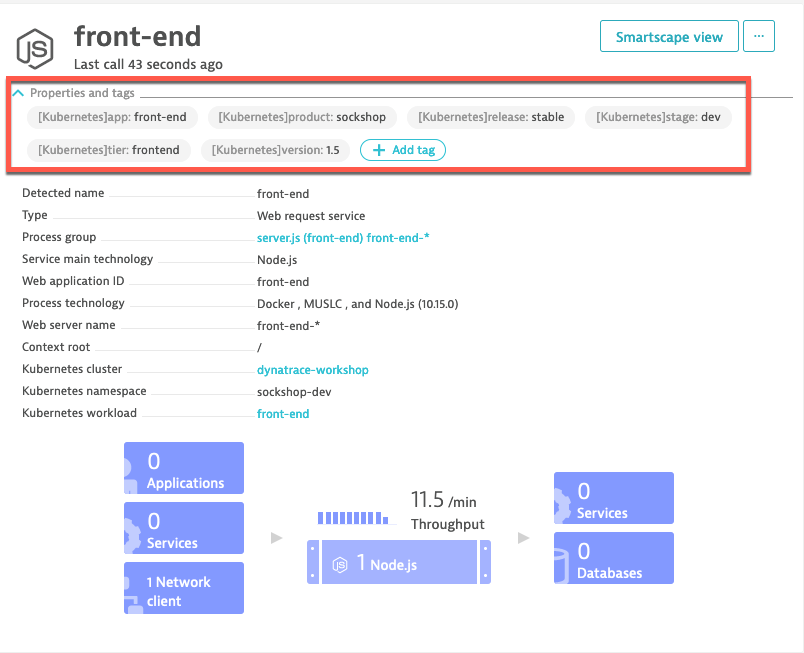 JS
front-end
Last call 43 seconds ago
Smartscape view
...
Properties and tags
[Kubernetes]app: front-end [Kubernetes]product: sockshop [Kubernetes]release: stable [Kubernetes]stage: dev
[Kubernetes]tier: frontend [Kubernetes]version: 1.5 + Add tag
Detected name front-end
Type Web request service
Process group server.js (front-end) front-end-*
Service main technology Node.js
Web application ID front-end
Process technology Docker , MUSLC , and Node.js (10.15.0)
Web server name front-end-*
Context root /
Kubernetes cluster dynatrace-workshop
Kubernetes namespace sockshop-dev
Kubernetes workload front-end
0
Applications
0
Services
1 Network
client
11.5 /min
Throughput
JS 1 Node.js
0
Services
0
Databases